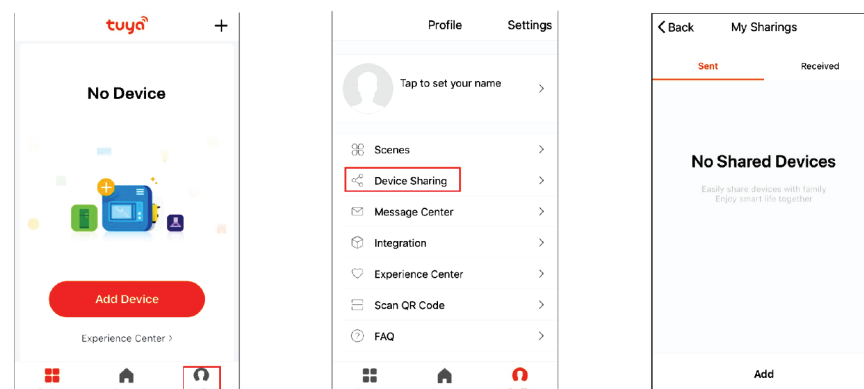 tuya
+
No Device
Add Device
Experience Center >
Profile
Settings
Tap to set your name
Scenes
Device Sharing
Message Center
Integration
Experience Center
Scan QR Code
FAQ
Back
My Sharings
Sent
Received
No Shared Devices
Easily share devices with family
Enjoy smart life together
Add